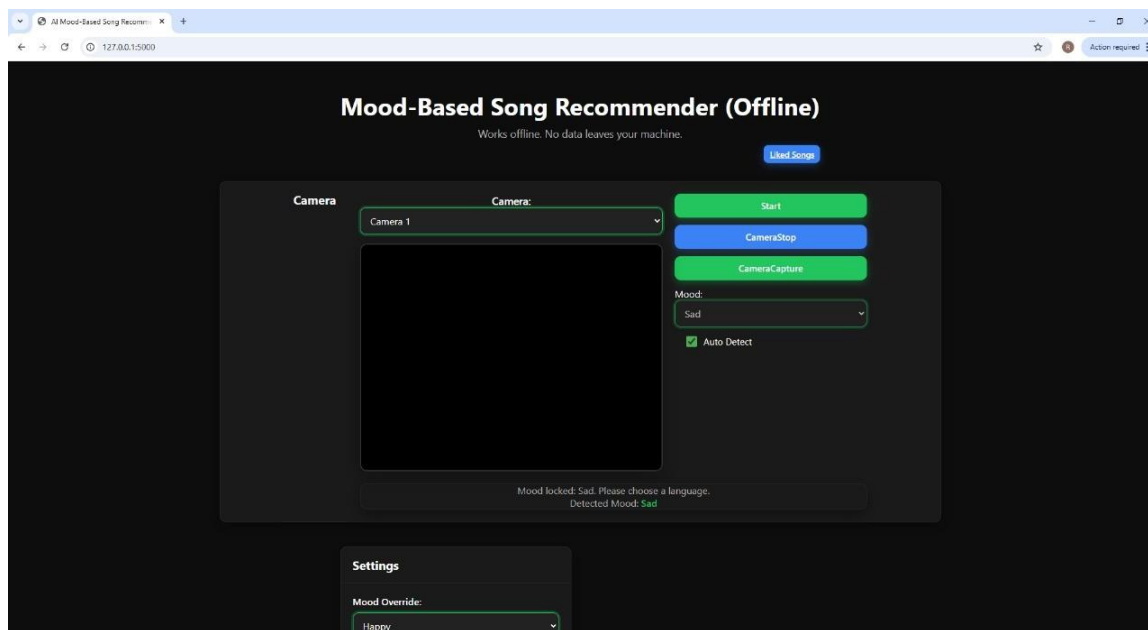 AI Mood-Based Song Recomm
127.0.0.1:5000
R
Action required
Mood-Based Song Recommender (Offline)
Works offline. No data leaves your machine.
Liked Songs
Camera
Camera:
Camera 1
Start
CameraStop
CameraCapture
Mood:
Sad
Auto Detect
Mood locked: Sad. Please choose a language.
Detected Mood: Sad
Settings
Mood Override:
Happy